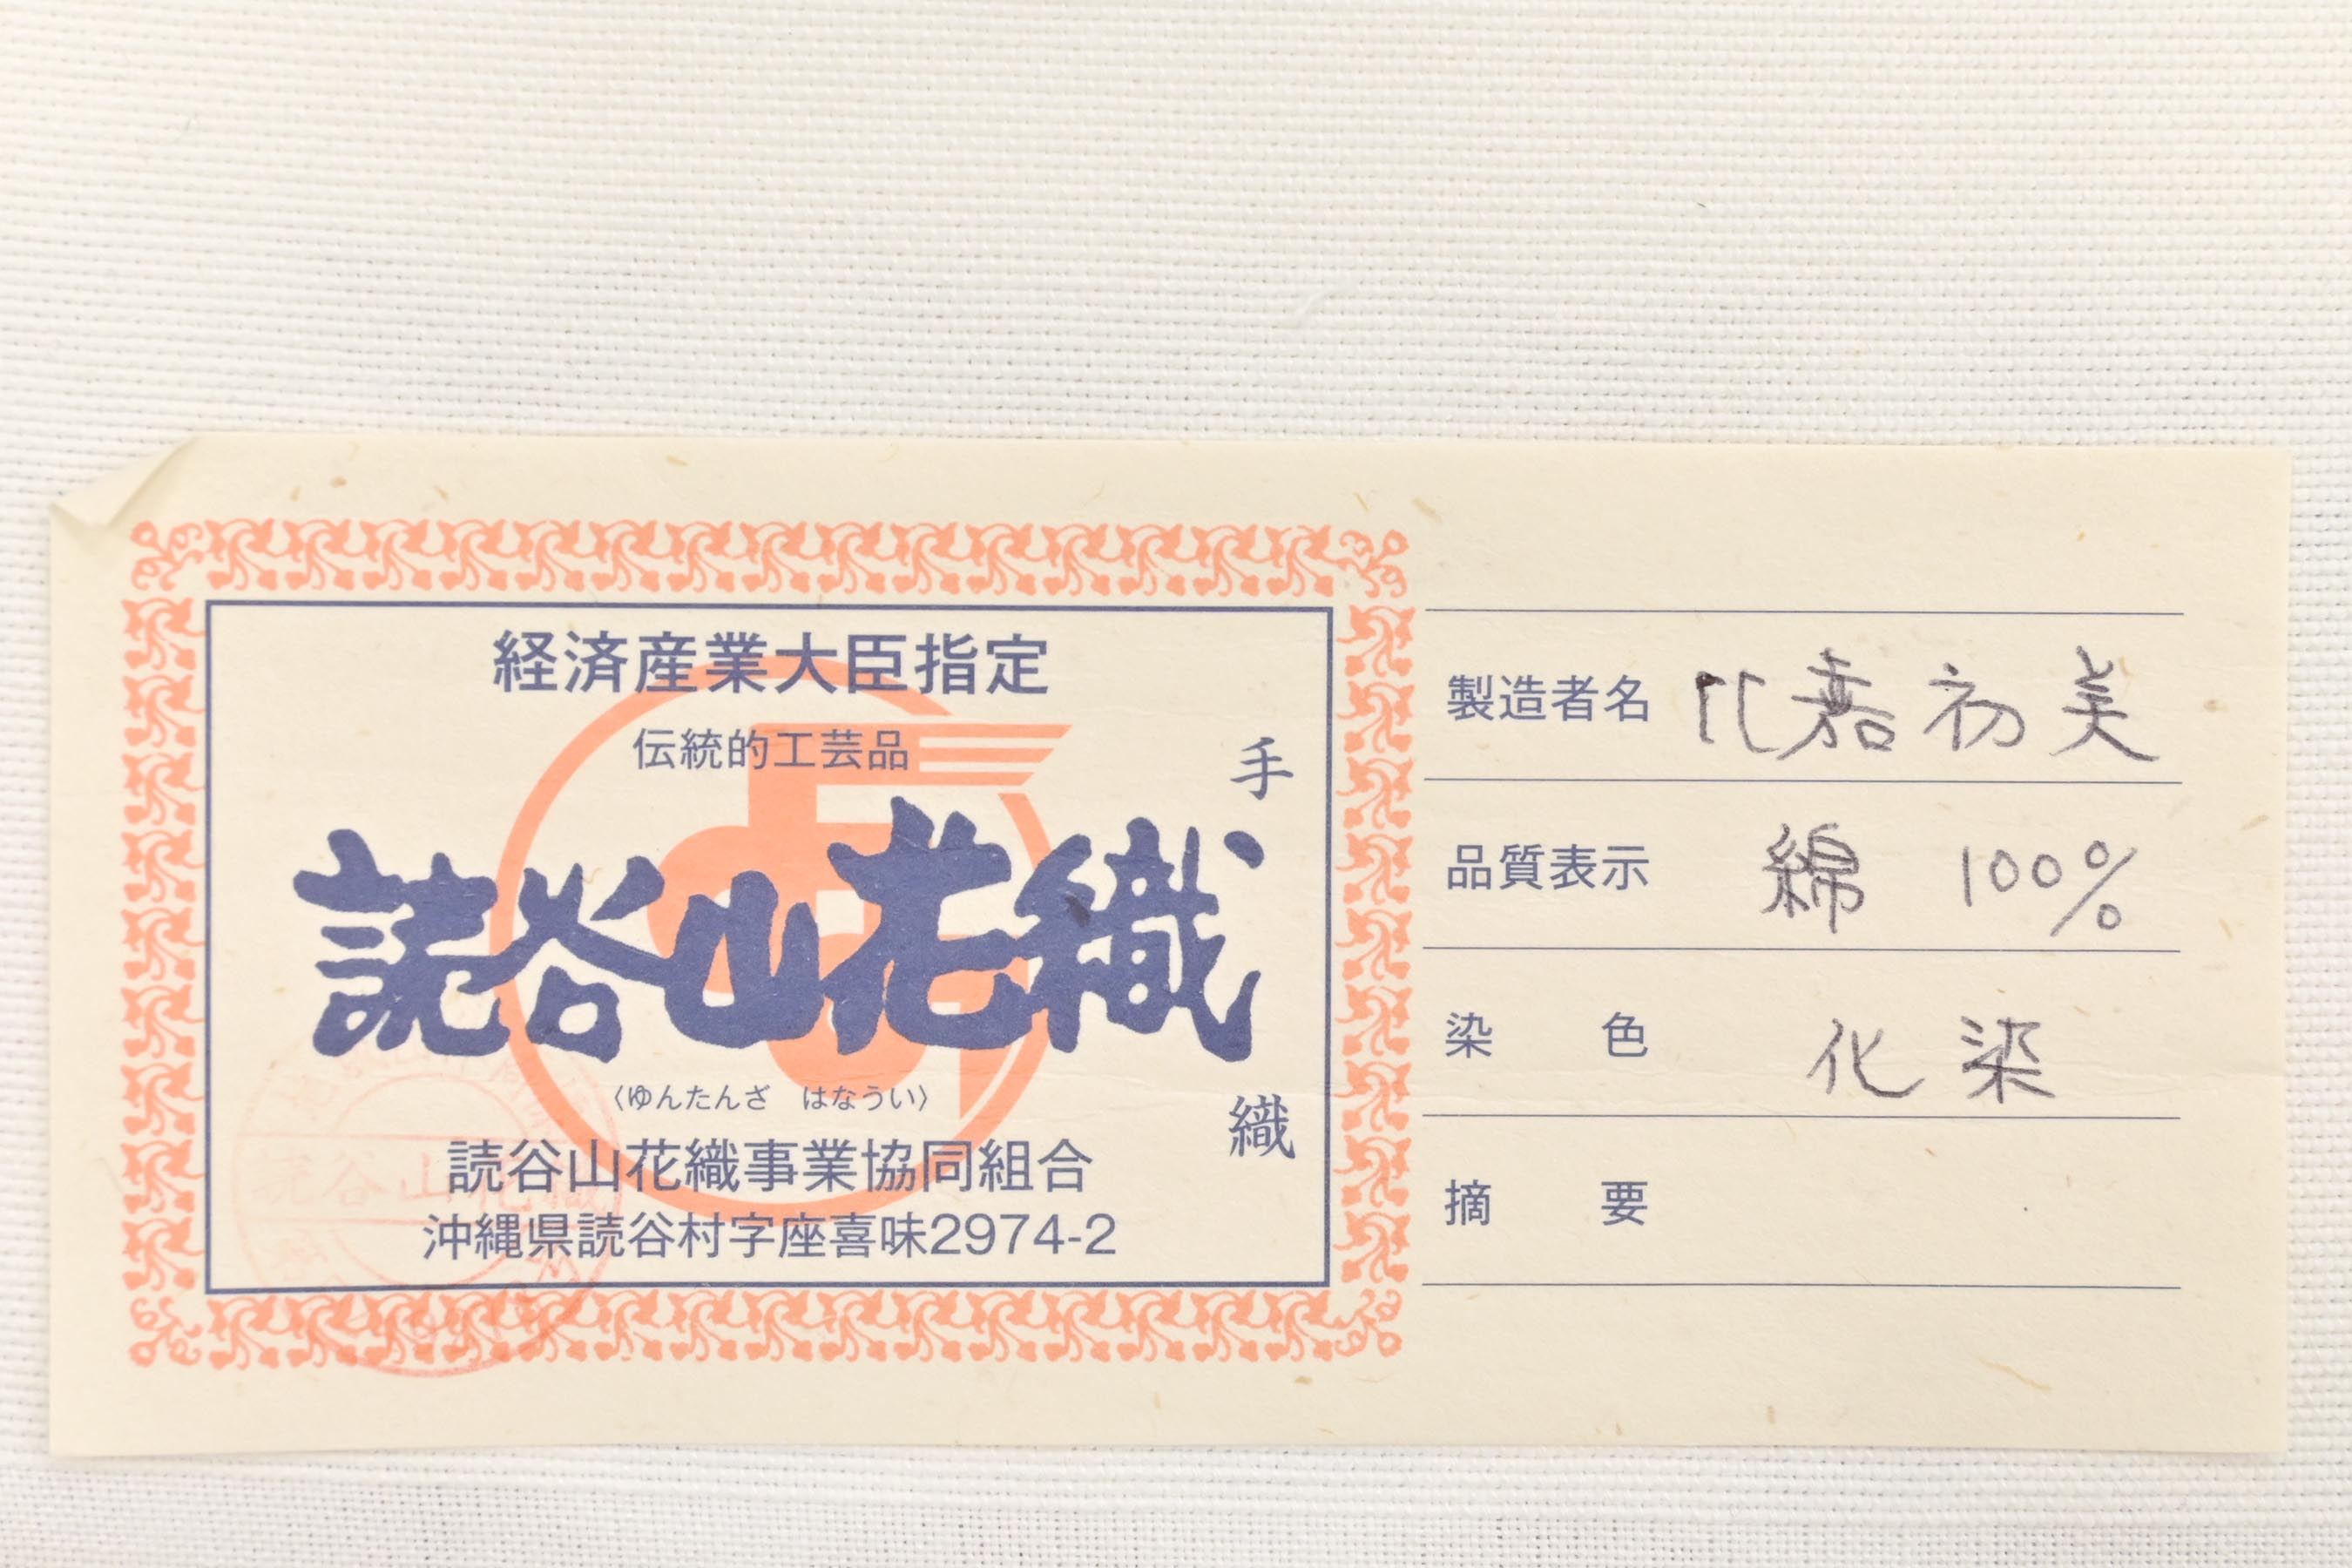 経済産業大臣指定
伝統的工芸品
手織
読谷山花織
〈ゆんたんざ　はなうい〉
読谷山花織事業協同組合
沖縄県読谷村字座喜味2974-2
製造者名 比嘉初美
品質表示 綿 100%
染色 化染
摘要
谷山花織